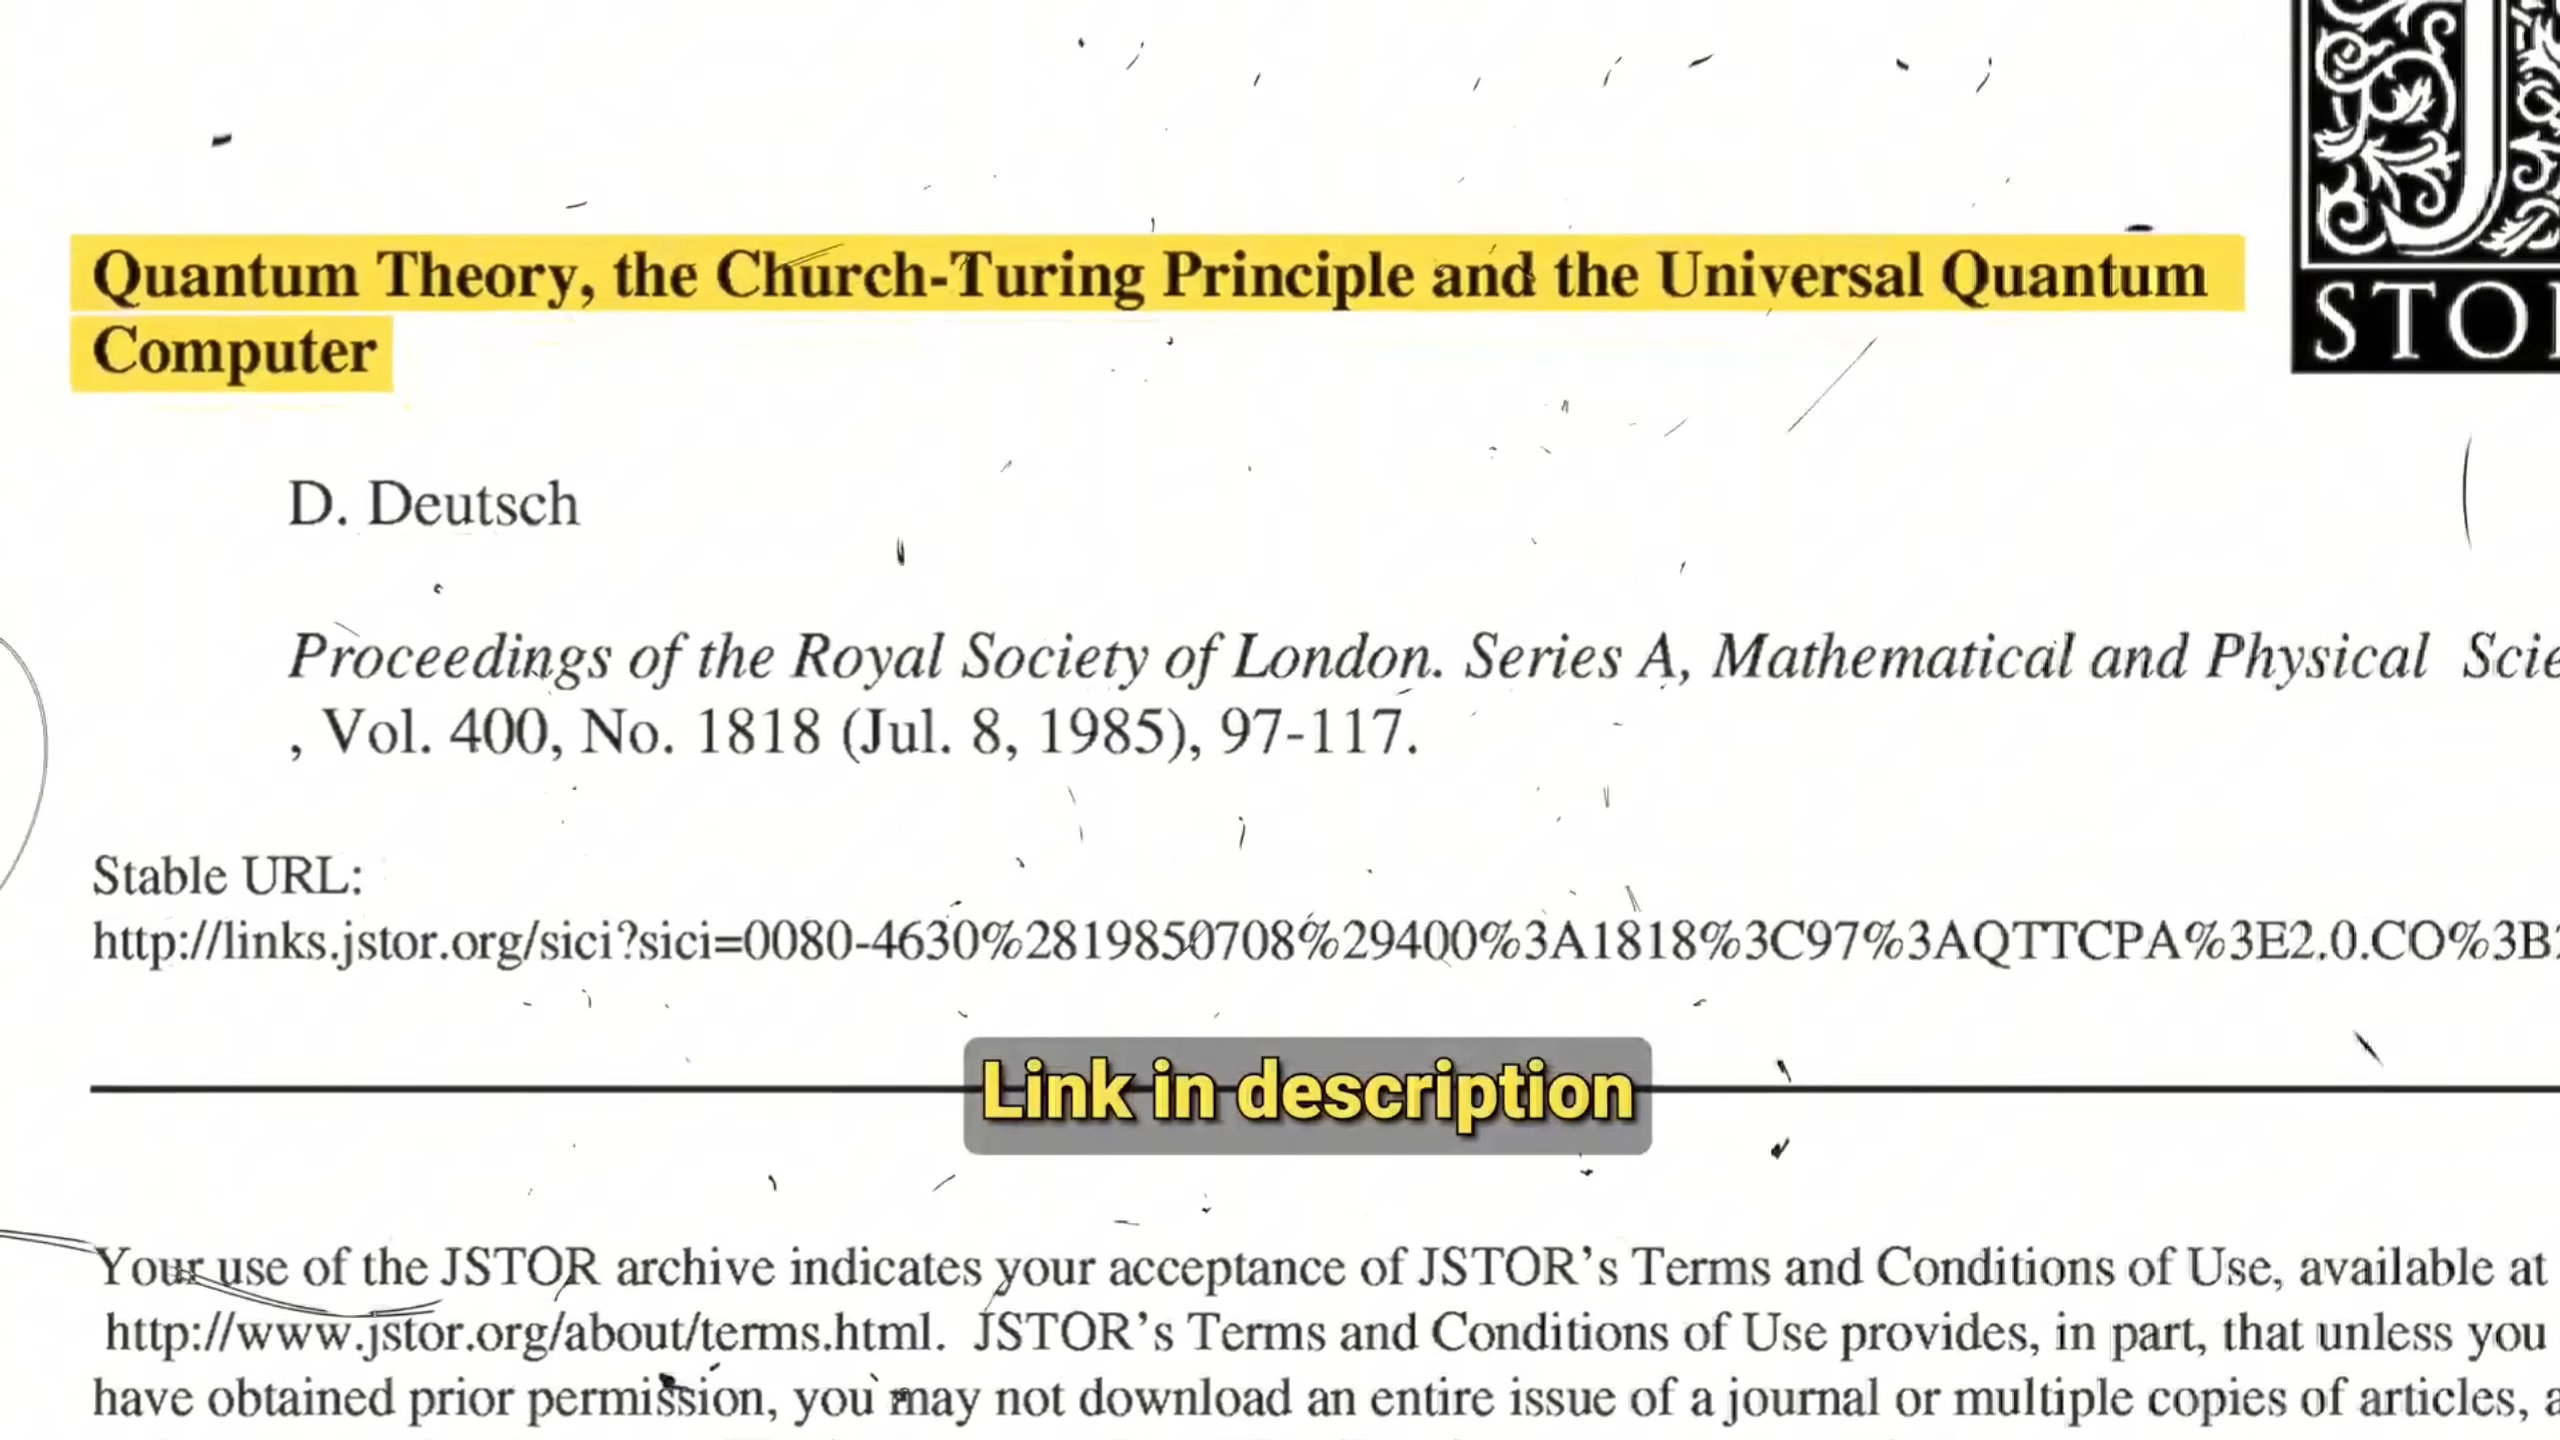 Quantum Theory, the Church-Turing Principle and the Universal Quantum
Computer
STO
D. Deutsch
Proceedings of the Royal Society of London. Series A, Mathematical and Physical Scie
, Vol. 400, No. 1818 (Jul. 8, 1985), 97-117.
Stable URL:
http://links.jstor.org/sici?sici=0080-4630%2819850708%29400%3A1818%3C97%3AQTTCPA%3E2.0.CO%3B
Link in description
Your use of the JSTOR archive indicates your acceptance of JSTOR's Terms and Conditions of Use, available at
http://www.jstor.org/about/terms.html. JSTOR's Terms and Conditions of Use provides, in part, that unless you
have obtained prior permission, you may not download an entire issue of a journal or multiple copies of articles, a